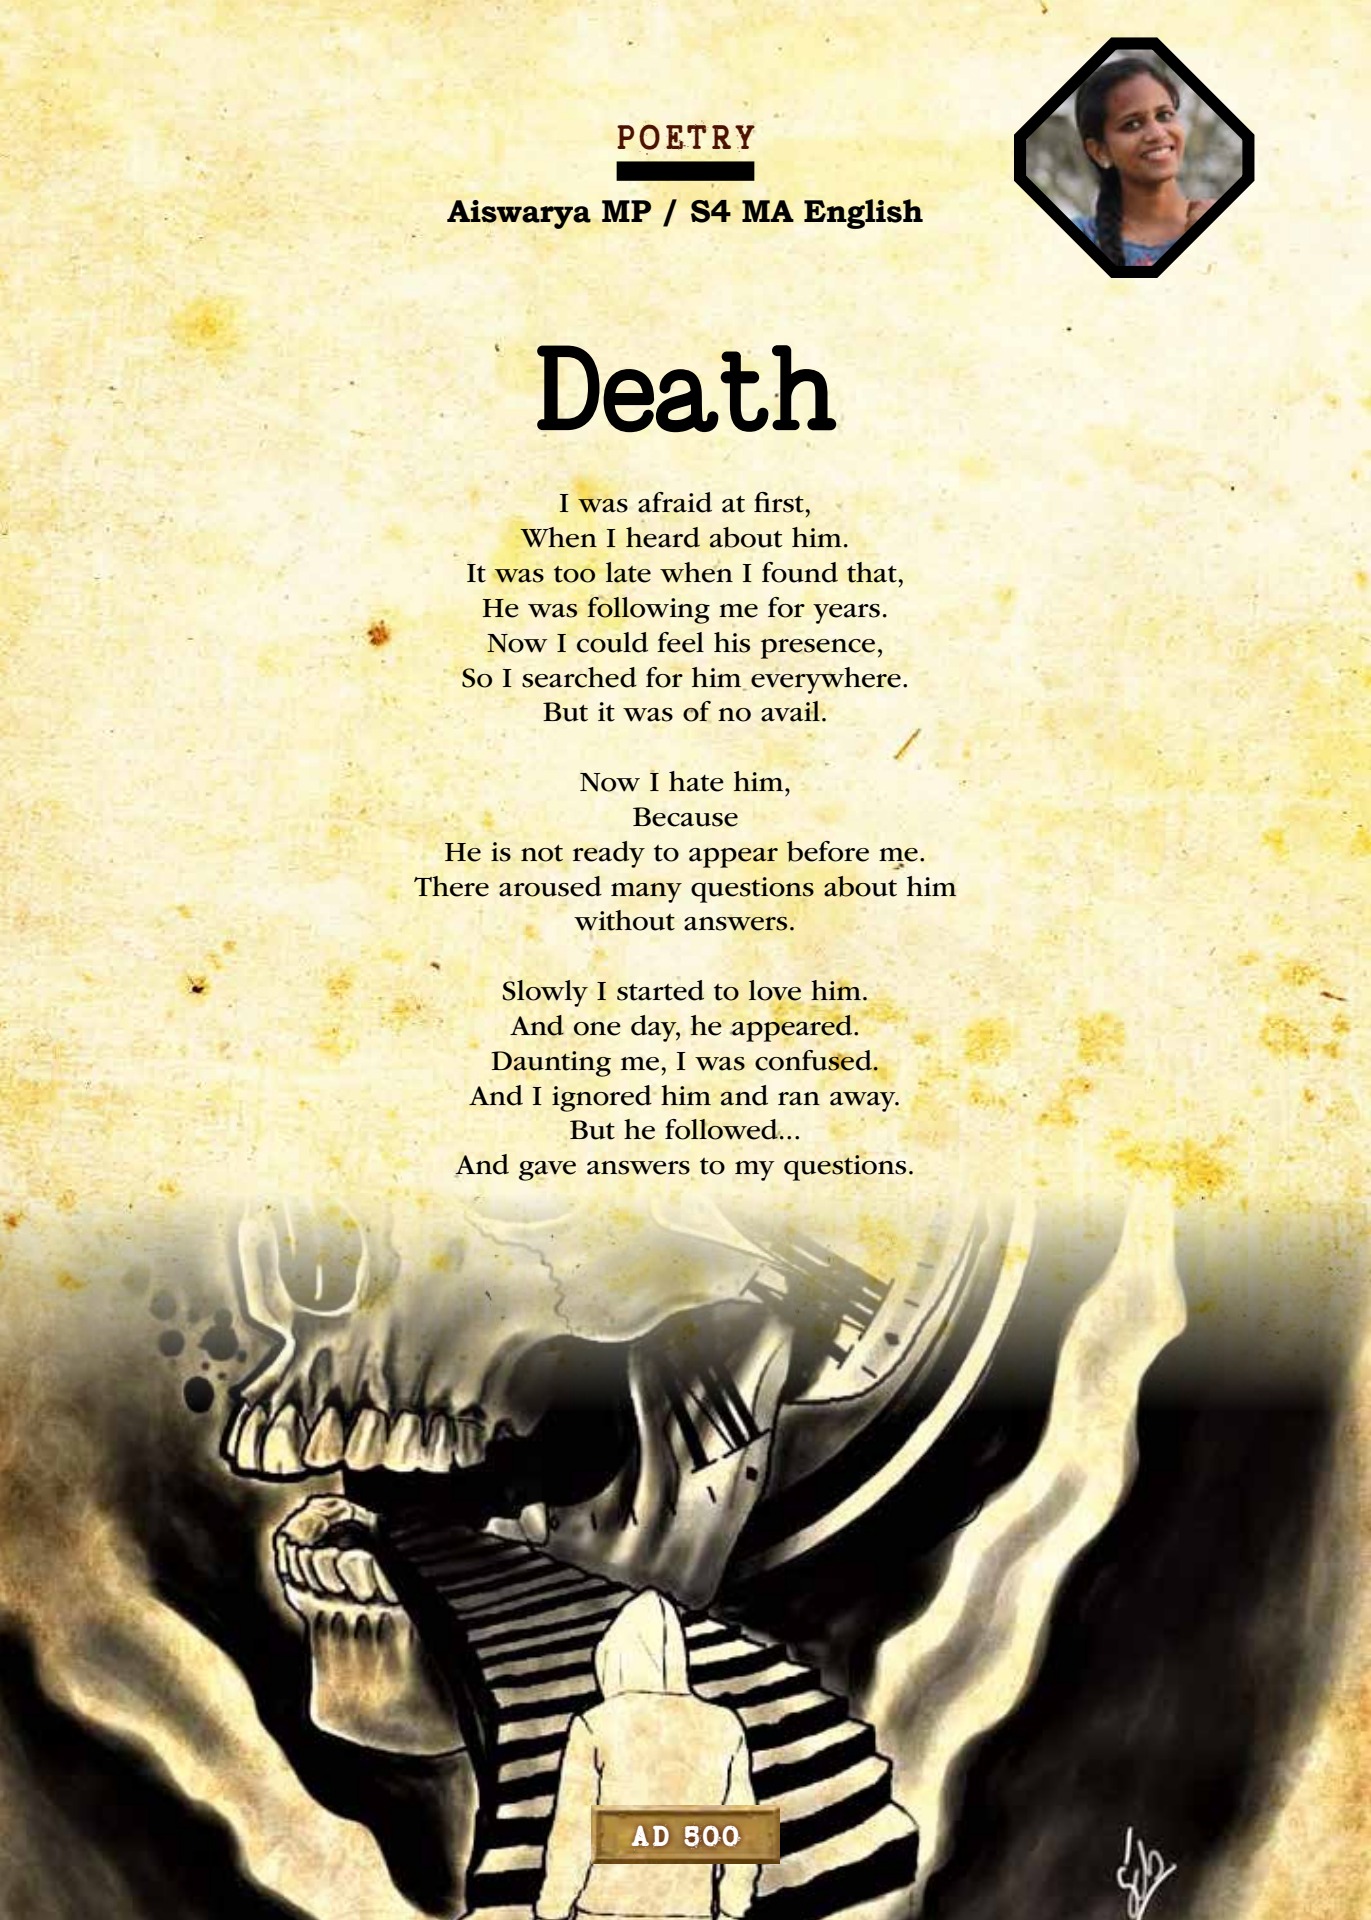 POETRY
Aiswarya MP / S4 MA English
Death
I was afraid at first,
When I heard about him.
It was too late when I found that,
He was following me for years.
Now I could feel his presence,
So I searched for him everywhere.
But it was of no avail.
Now I hate him,
Because
He is not ready to appear before me.
There aroused many questions about him
without answers.
Slowly I started to love him.
And one day, he appeared.
Daunting me, I was confused.
And I ignored him and ran away.
But he followed...
And gave answers to my questions.
AD 500